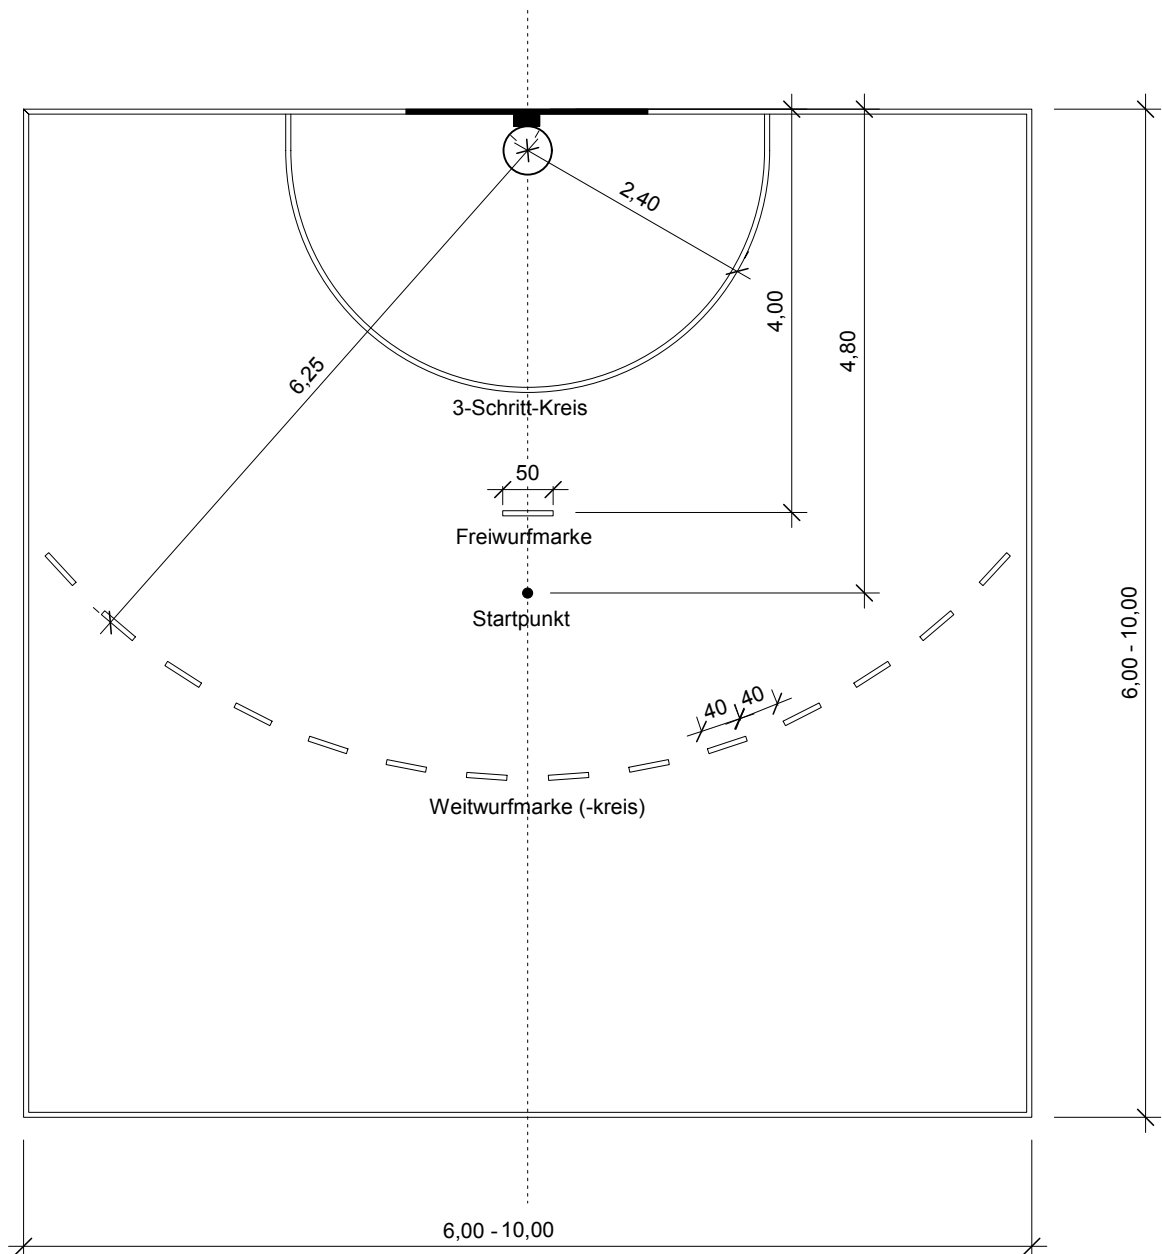 2,40
4,00
4,80
6,25
3-Schritt-Kreis
50
Freiwurfmarke
Startpunkt
6,00 - 10,00
40
40
Weitwurfmarke (-kreis)
6,00 - 10,00